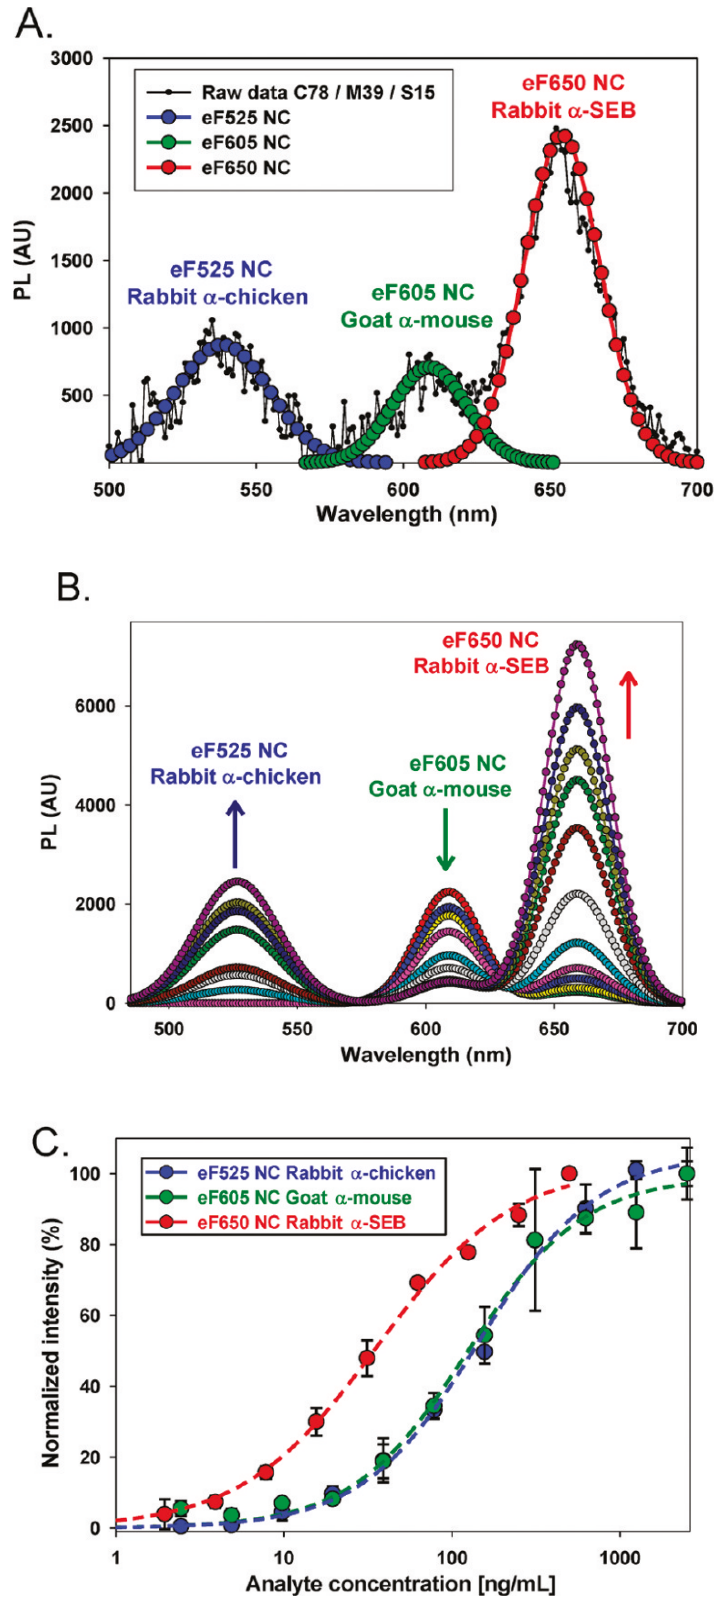 A.
3000
2500
2000
1500
1000
500
PL (AU)
Raw data C78 / M39 / S15
eF525 NC
eF605 NC
eF650 NC
eF650 NC
Rabbit α-SEB
eF525 NC
Rabbit α-chicken
eF605 NC
Goat α-mouse
500 550 600 650 700
Wavelength (nm)
B.
6000
4000
2000
0
PL (AU)
eF650 NC
Rabbit α-SEB
eF525 NC
Rabbit α-chicken
eF605 NC
Goat α-mouse
500 550 600 650 700
Wavelength (nm)
C.
100
80
60
40
20
0
Normalized intensity (%)
eF525 NC Rabbit α-chicken
eF605 NC Goat α-mouse
eF650 NC Rabbit α-SEB
1 10 100 1000
Analyte concentration [ng/mL]